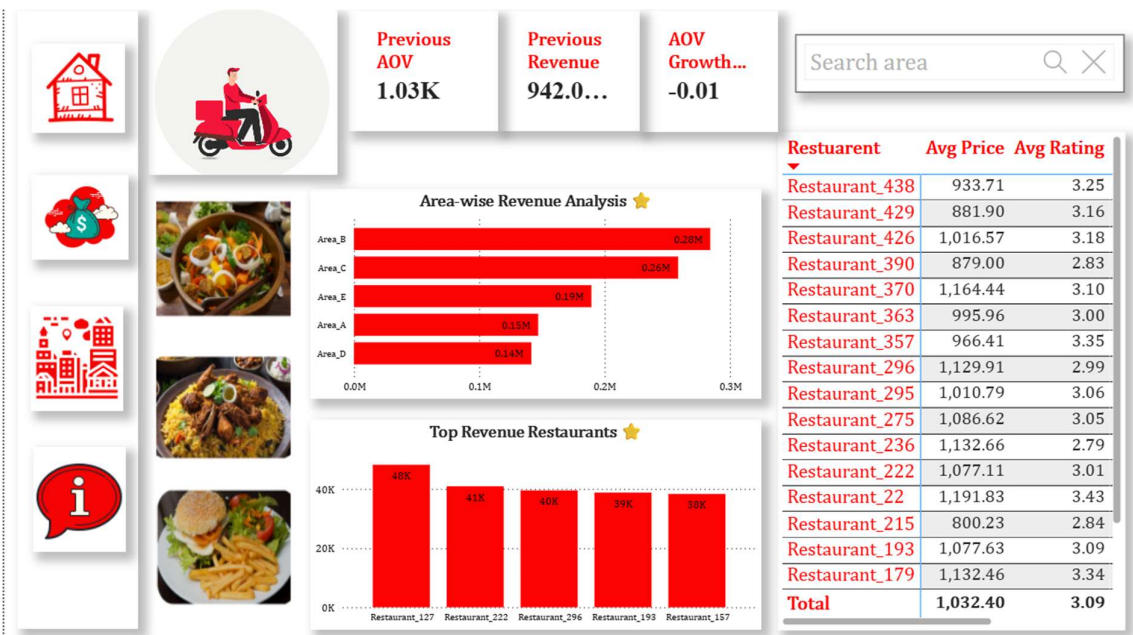 Previous
AOV
1.03K
Previous
Revenue
942.0...
AOV
Growth...
-0.01
Search area
$
i
Area-wise Revenue Analysis
Area_B 0.28M
Area_C 0.26M
Area_E 0.19M
Area_A 0.15M
Area_D 0.14M
0.0M 0.1M 0.2M 0.3M
Top Revenue Restaurants
48K 41K 40K 39K 38K
40K
20K
0K
Restaurant_127 Restaurant_222 Restaurant_296 Restaurant_193 Restaurant_157
Restuarent Avg Price Avg Rating
Restaurant_438 933.71 3.25
Restaurant_429 881.90 3.16
Restaurant_426 1,016.57 3.18
Restaurant_390 879.00 2.83
Restaurant_370 1,164.44 3.10
Restaurant_363 995.96 3.00
Restaurant_357 966.41 3.35
Restaurant_296 1,129.91 2.99
Restaurant_295 1,010.79 3.06
Restaurant_275 1,086.62 3.05
Restaurant_236 1,132.66 2.79
Restaurant_222 1,077.11 3.01
Restaurant_22 1,191.83 3.43
Restaurant_215 800.23 2.84
Restaurant_193 1,077.63 3.09
Restaurant_179 1,132.46 3.34
Total 1,032.40 3.09